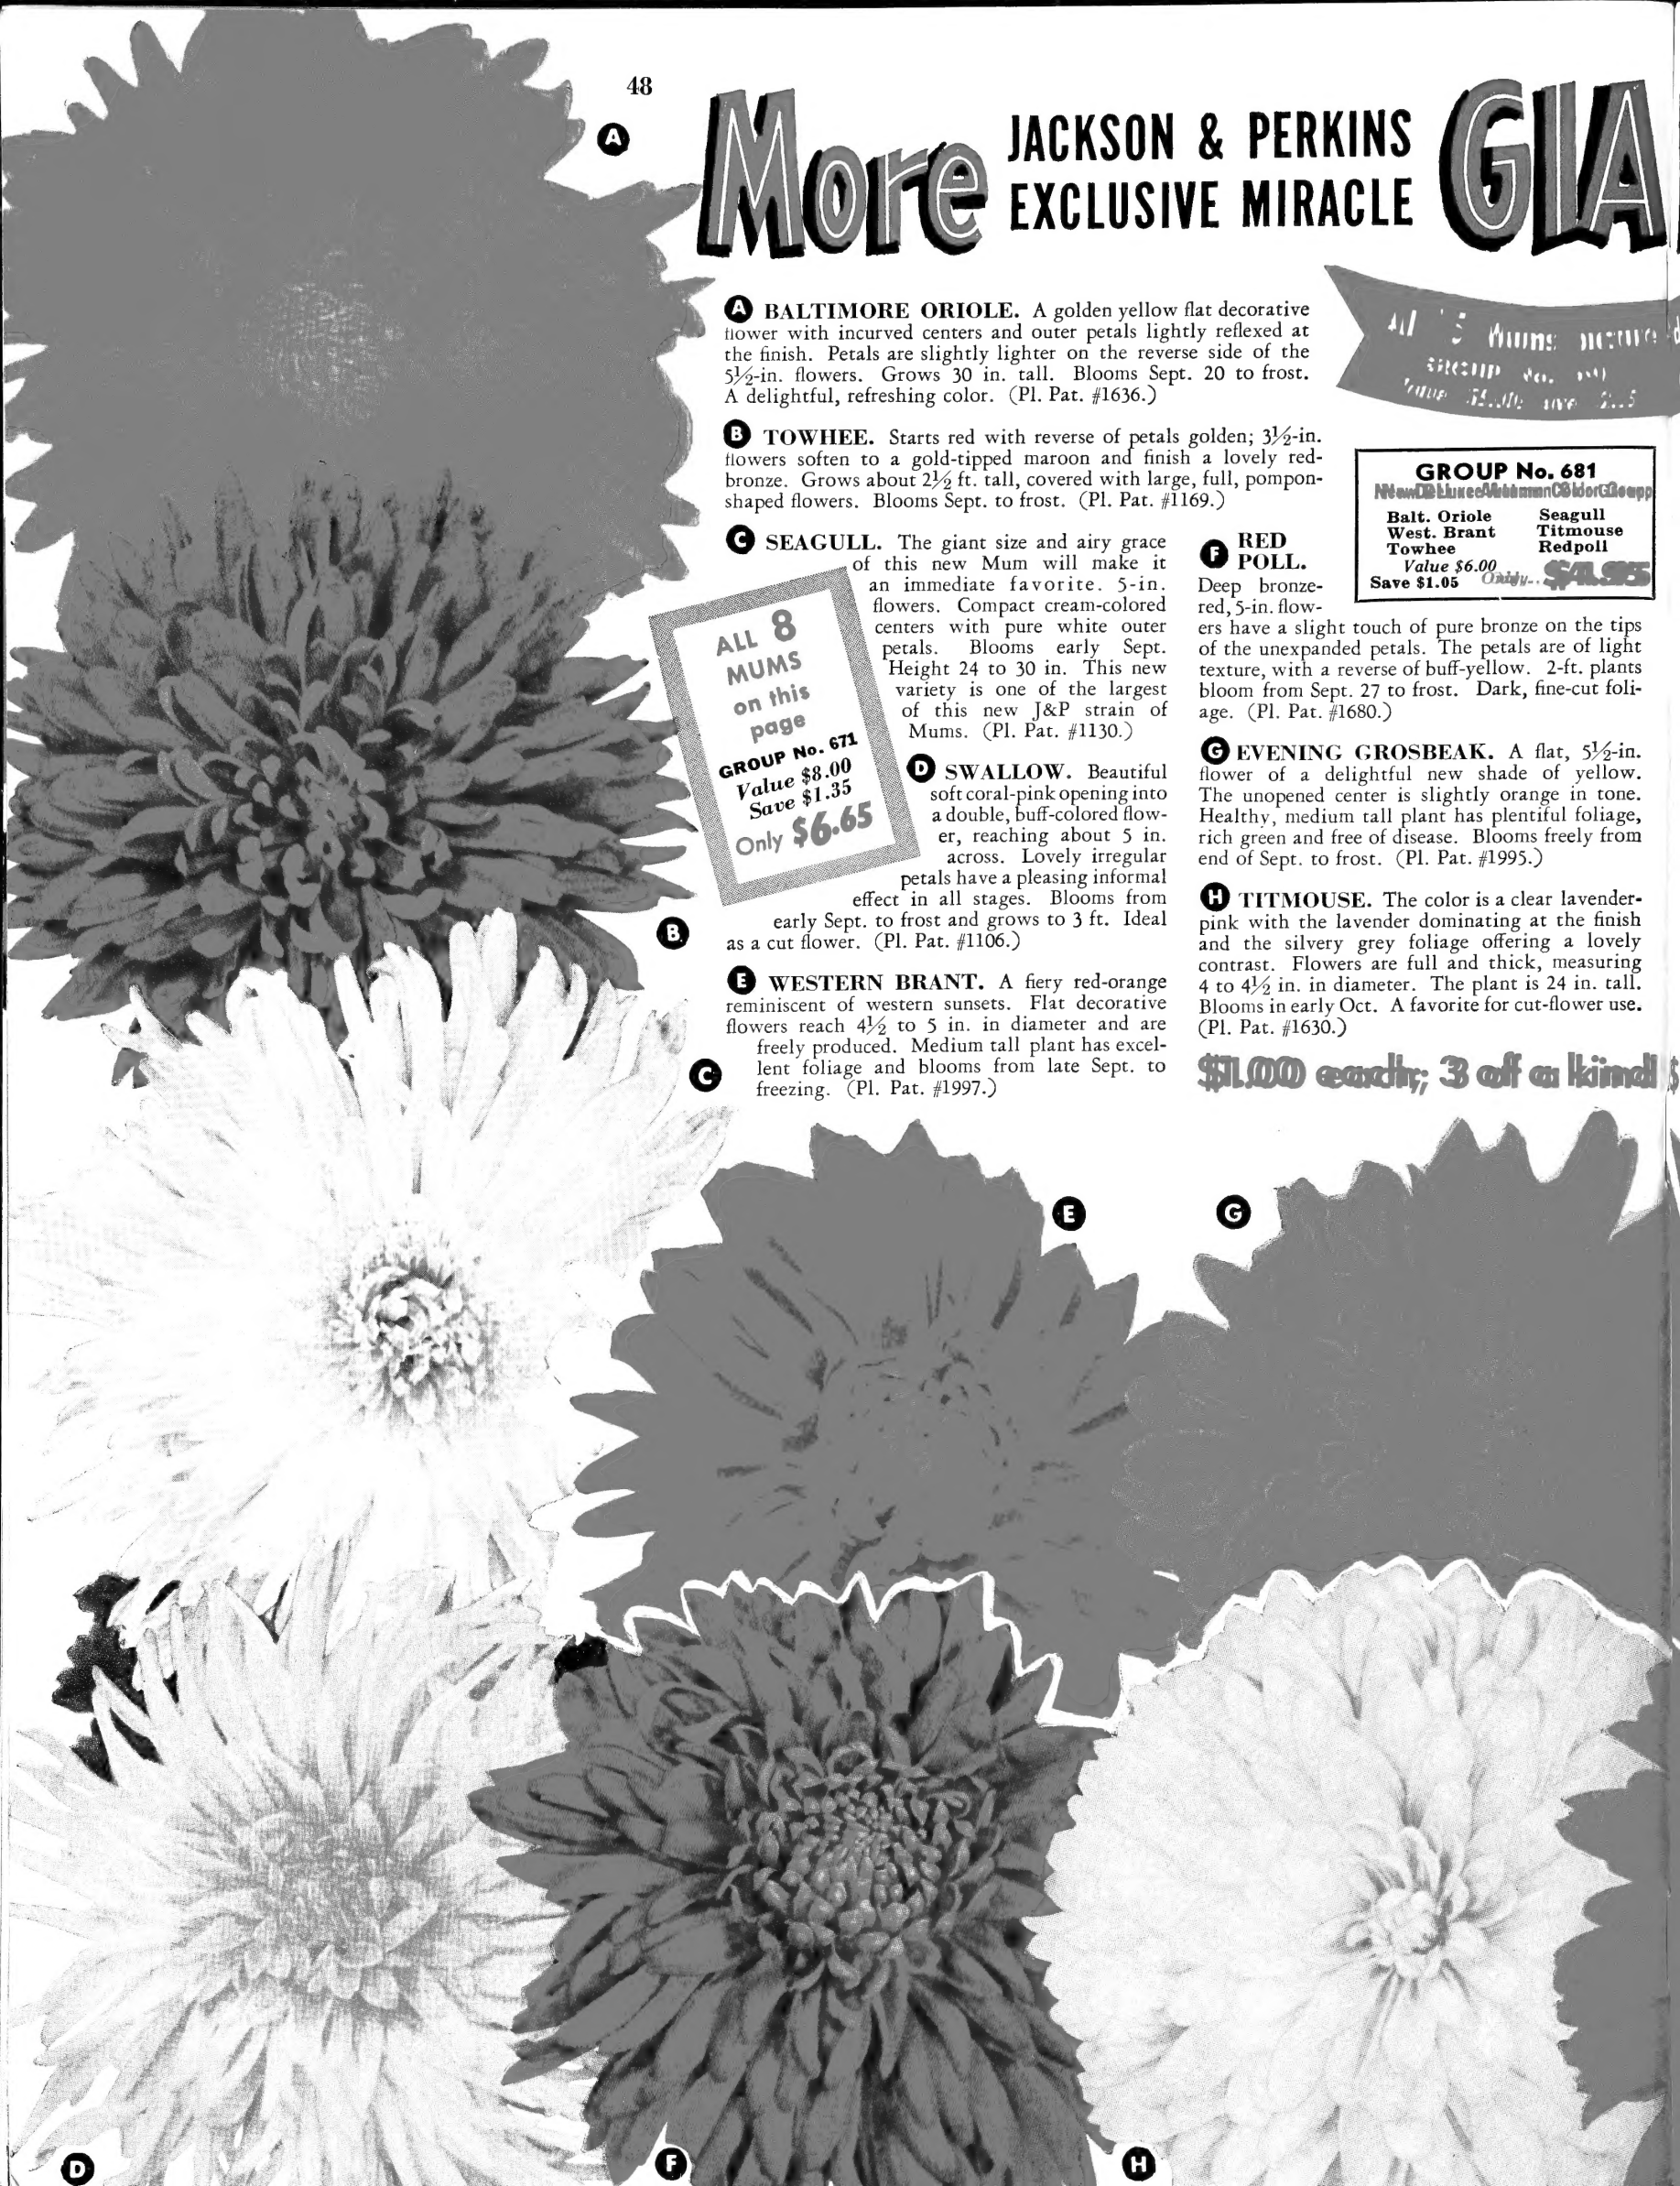 48
A
More JACKSON & PERKINS GIA
EXCLUSIVE MIRACLE
A BALTIMORE ORIOLE. A golden yellow flat decorative
flower with incurved centers and outer petals lightly reflexed at
the finish. Petals are slightly lighter on the reverse side of the
5½-in. flowers. Grows 30 in. tall. Blooms Sept. 20 to frost.
A delightful, refreshing color. (Pl. Pat. #1636.)
B TOWHEE. Starts red with reverse of petals golden; 3½-in.
flowers soften to a gold-tipped maroon and finish a lovely red-
bronze. Grows about 2½ ft. tall, covered with large, full, pompon-
shaped flowers. Blooms Sept. to frost. (Pl. Pat. #1169.)
C SEAGULL. The giant size and airy grace
of this new Mum will make it
an immediate favorite. 5-in.
flowers. Compact cream-colored
centers with pure white outer
petals. Blooms early Sept.
Height 24 to 30 in. This new
variety is one of the largest
of this new J&P strain of
Mums. (Pl. Pat. #1130.)
ALL 8
MUMS
on this
page
GROUP No. 671
Value $8.00
Save $1.35
Only $6.65
D SWALLOW. Beautiful
soft coral-pink opening into
a double, buff-colored flow-
er, reaching about 5 in.
across. Lovely irregular
petals have a pleasing informal
effect in all stages. Blooms from
early Sept. to frost and grows to 3 ft. Ideal
as a cut flower. (Pl. Pat. #1106.)
E WESTERN BRANT. A fiery red-orange
reminiscent of western sunsets. Flat decorative
flowers reach 4½ to 5 in. in diameter and are
freely produced. Medium tall plant has excel-
lent foliage and blooms from late Sept. to
freezing. (Pl. Pat. #1997.)
All Mums
GROUP No. 681
Balt. Oriole Seagull
West. Brant Titmouse
Towhee Redpoll
Value $6.00
Save $1.05 Only..
F RED
POLL.
Deep bronze-
red, 5-in. flow-
ers have a slight touch of pure bronze on the tips
of the unexpanded petals. The petals are of light
texture, with a reverse of buff-yellow. 2-ft. plants
bloom from Sept. 27 to frost. Dark, fine-cut foli-
age. (Pl. Pat. #1680.)
G EVENING GROSBEAK. A flat, 5½-in.
flower of a delightful new shade of yellow.
The unopened center is slightly orange in tone.
Healthy, medium tall plant has plentiful foliage,
rich green and free of disease. Blooms freely from
end of Sept. to frost. (Pl. Pat. #1995.)
H TITMOUSE. The color is a clear lavender-
pink with the lavender dominating at the finish
and the silvery grey foliage offering a lovely
contrast. Flowers are full and thick, measuring
4 to 4½ in. in diameter. The plant is 24 in. tall.
Blooms in early Oct. A favorite for cut-flower use.
(Pl. Pat. #1630.)
$1.00 each; 3 of a kind $
B
C
E
G
D
F
H